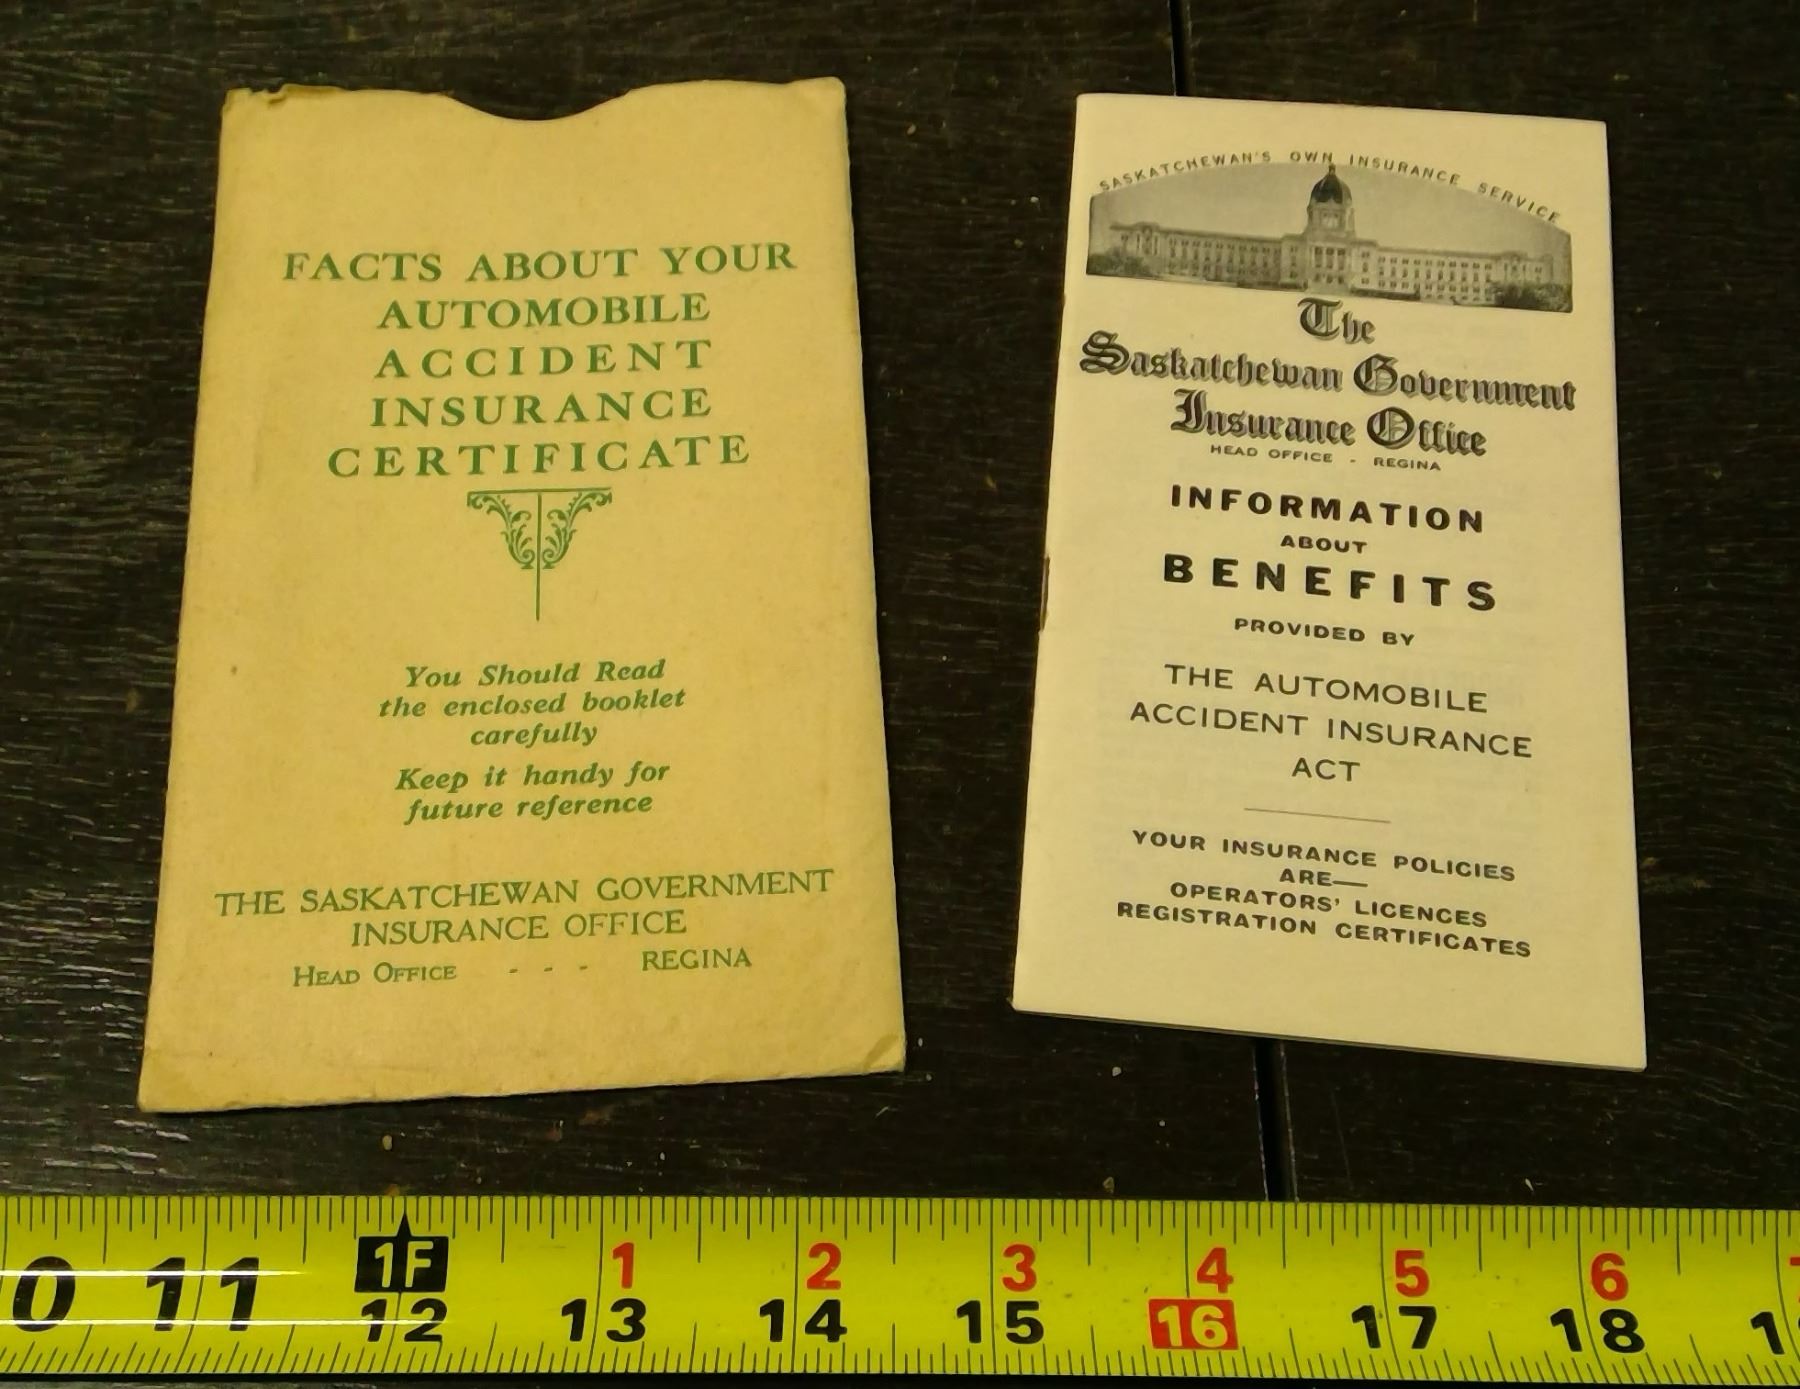 FACTS ABOUT YOUR
AUTOMOBILE
ACCIDENT
INSURANCE
CERTIFICATE
You Should Read
the enclosed booklet
carefully
Keep it handy for
future reference
THE SASKATCHEWAN GOVERNMENT
INSURANCE OFFICE
HEAD OFFICE - - - REGINA
SASKATCHEWAN'S OWN INSURANCE SERVICE
The
Saskatchewan Government
Insurance Office
HEAD OFFICE - REGINA
INFORMATION
ABOUT
BENEFITS
PROVIDED BY
THE AUTOMOBILE
ACCIDENT INSURANCE
ACT
YOUR INSURANCE POLICIES
ARE—
OPERATORS' LICENCES
REGISTRATION CERTIFICATES
1F 1 2 3 4 5 6
11 12 13 14 15 16 17 18